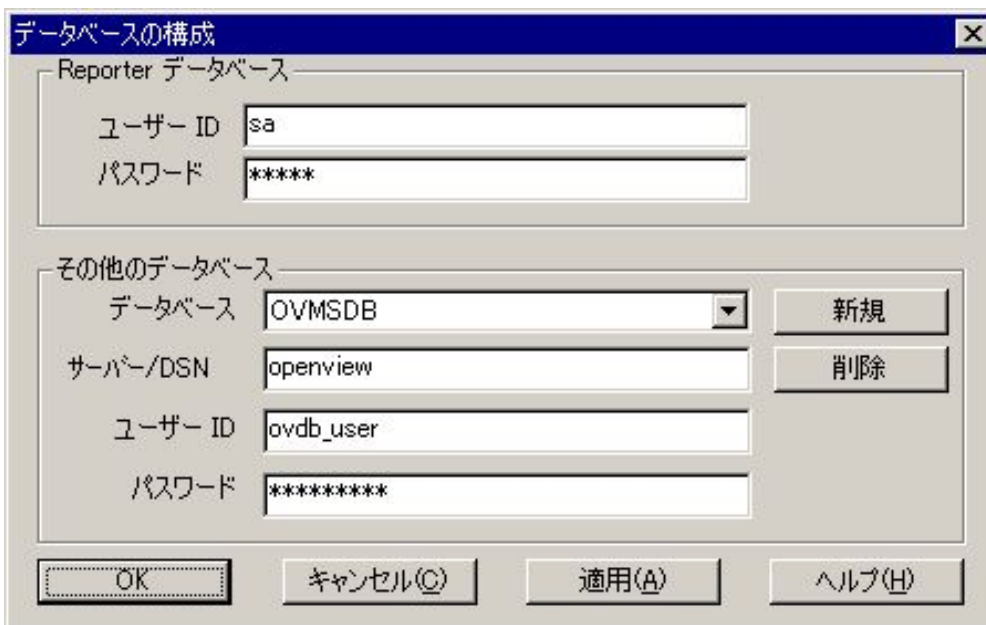 データベースの構成
Reporter データベース
ユーザー ID sa
パスワード *****
その他のデータベース
データベース OVMSDB 新規
サーバー/DSN openview 削除
ユーザー ID ovdb_user
パスワード *********
OK キャンセル(C) 適用(A) ヘルプ(H)